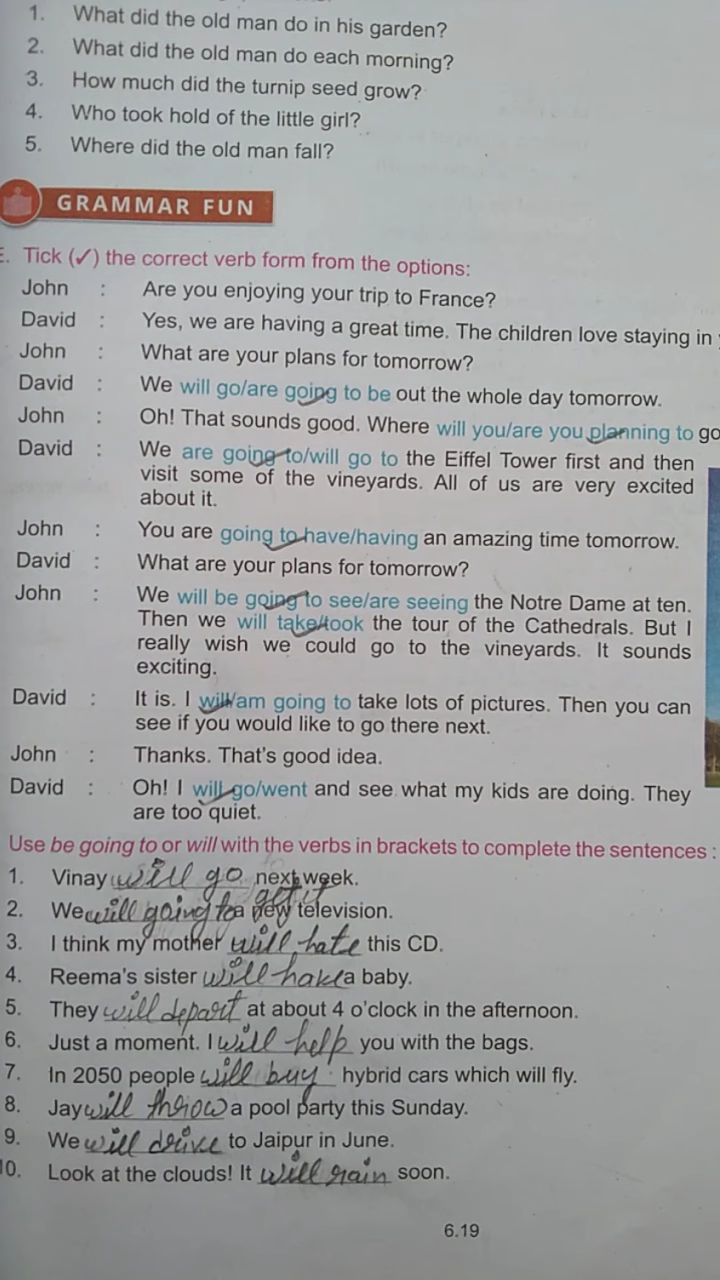 1. What did the old man do in his garden?
2. What did the old man do each morning?
3. How much did the turnip seed grow?
4. Who took hold of the little girl?
5. Where did the old man fall?
GRAMMAR FUN
E. Tick (✓) the correct verb form from the options:
John : Are you enjoying your trip to France?
David : Yes, we are having a great time. The children love staying in
John : What are your plans for tomorrow?
David : We will go/are going to be out the whole day tomorrow.
John : Oh! That sounds good. Where will you/are you planning to go
David : We are going to/will go to the Eiffel Tower first and then
visit some of the vineyards. All of us are very excited
about it.
John : You are going to have/having an amazing time tomorrow.
David : What are your plans for tomorrow?
John : We will be going to see/are seeing the Notre Dame at ten.
Then we will take/took the tour of the Cathedrals. But I
really wish we could go to the vineyards. It sounds
exciting.
David : It is. I will/am going to take lots of pictures. Then you can
see if you would like to go there next.
John : Thanks. That's good idea.
David : Oh! I will go/went and see what my kids are doing. They
are too quiet.
Use be going to or will with the verbs in brackets to complete the sentences :
1. Vinay will go next week.
2. We will going to get a new television.
3. I think my mother will hate this CD.
4. Reema's sister will have a baby.
5. They will depart at about 4 o'clock in the afternoon.
6. Just a moment. I will help you with the bags.
7. In 2050 people will buy hybrid cars which will fly.
8. Jay will throw a pool party this Sunday.
9. We will drive to Jaipur in June.
10. Look at the clouds! It will rain soon.
6.19